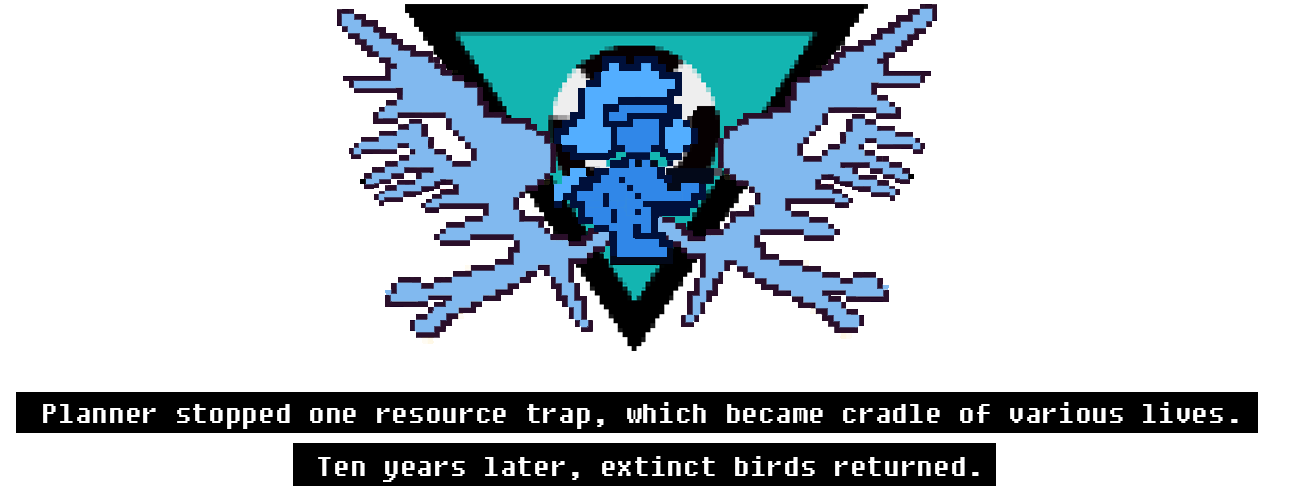 Planner stopped one resource trap, which became cradle of various lives.
Ten years later, extinct birds returned.